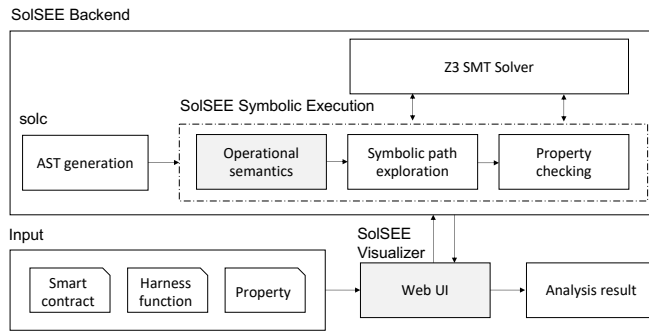 SolSEE Backend
Z3 SMT Solver
SolSEE Symbolic Execution
solc
AST generation
Operational
semantics
Symbolic path
exploration
Property
checking
Input
SolSEE
Visualizer
Smart
contract
Harness
function
Property
Web UI
Analysis result